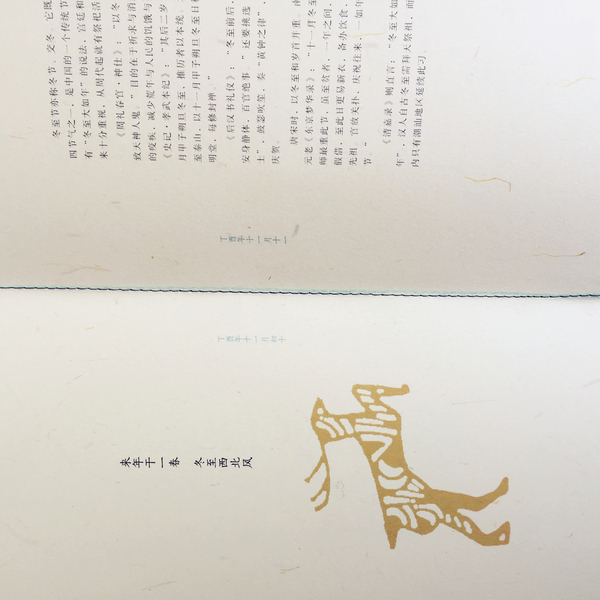 冬至节亦称冬节、交冬。它既
四节气之一，是中国的一个传统节
有“冬至大如年”的说法，宫廷和
来十分重视，从周代起就有祭祀活
《周礼春官·神仕》：“以冬
致天神人鬼。”目的在于祈求与消
的疫疾，减少荒年与人民的饥饿与
《史记·孝武本纪》：“其后二岁
月甲子朔旦冬至，推历者以本统
至泰山，以十一月甲子朔旦冬至日
明堂，每修封禅。”
《后汉书礼仪》：“冬至前后，
安身静体，百官绝事。”还要挑选
士”，鼓瑟吹笙，奏“黄钟之律”，
庆贺。
唐宋时，以冬至和岁首并重。南
元老《东京梦华录》：“十一月冬至
师最重此节，虽至贫者，一年之间，
假借，至此日更易新衣，备办饮食，
先祖。官放关扑，庆祝往来，一如年
节。”
《清嘉录》则直言：“冬至大如
年”，汉人自古冬至需拜天祭祖，而
内只有潮汕地区延续此习。
丁酉年十一月十一
丁酉年十一月初十
冬至西北风
来年干一春